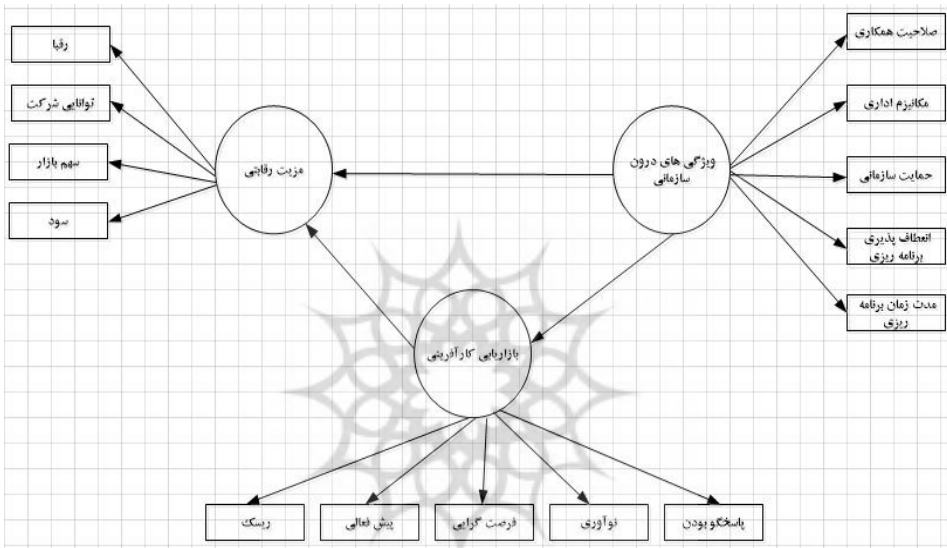 صلاحیت همکاری
رقبا
مکانیزم اداری
توانایی شرکت
ویژگی های درون
سازمانی
مزیت رقابتی
سهم بازار
حمایت سازمانی
سود
انعطاف پذیری
برنامه ریزی
مدت زمان برنامه
ریزی
بازاریابی کارآفرینی
پاسخگو بودن
نوآوری
فرصت گرایی
پیش فعالی
ریسک